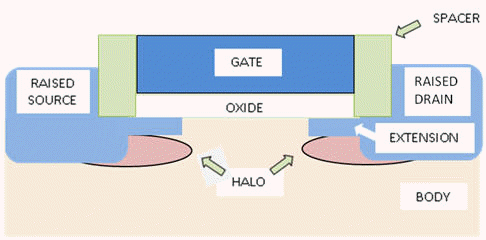 SPACER
GATE
RAISED
SOURCE
RAISED
DRAIN
OXIDE
EXTENSION
HALO
BODY